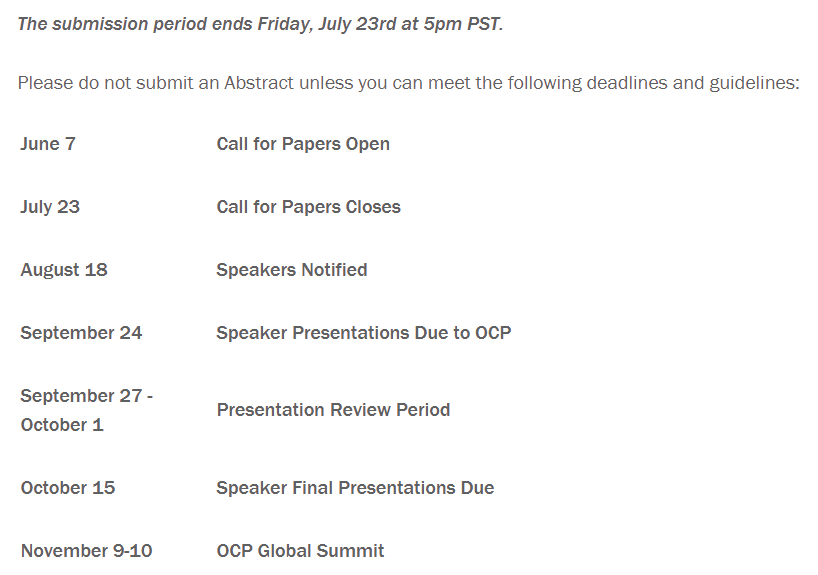 The submission period ends Friday, July 23rd at 5pm PST.
Please do not submit an Abstract unless you can meet the following deadlines and guidelines:
June 7 Call for Papers Open
July 23 Call for Papers Closes
August 18 Speakers Notified
September 24 Speaker Presentations Due to OCP
September 27 -
October 1 Presentation Review Period
October 15 Speaker Final Presentations Due
November 9-10 OCP Global Summit